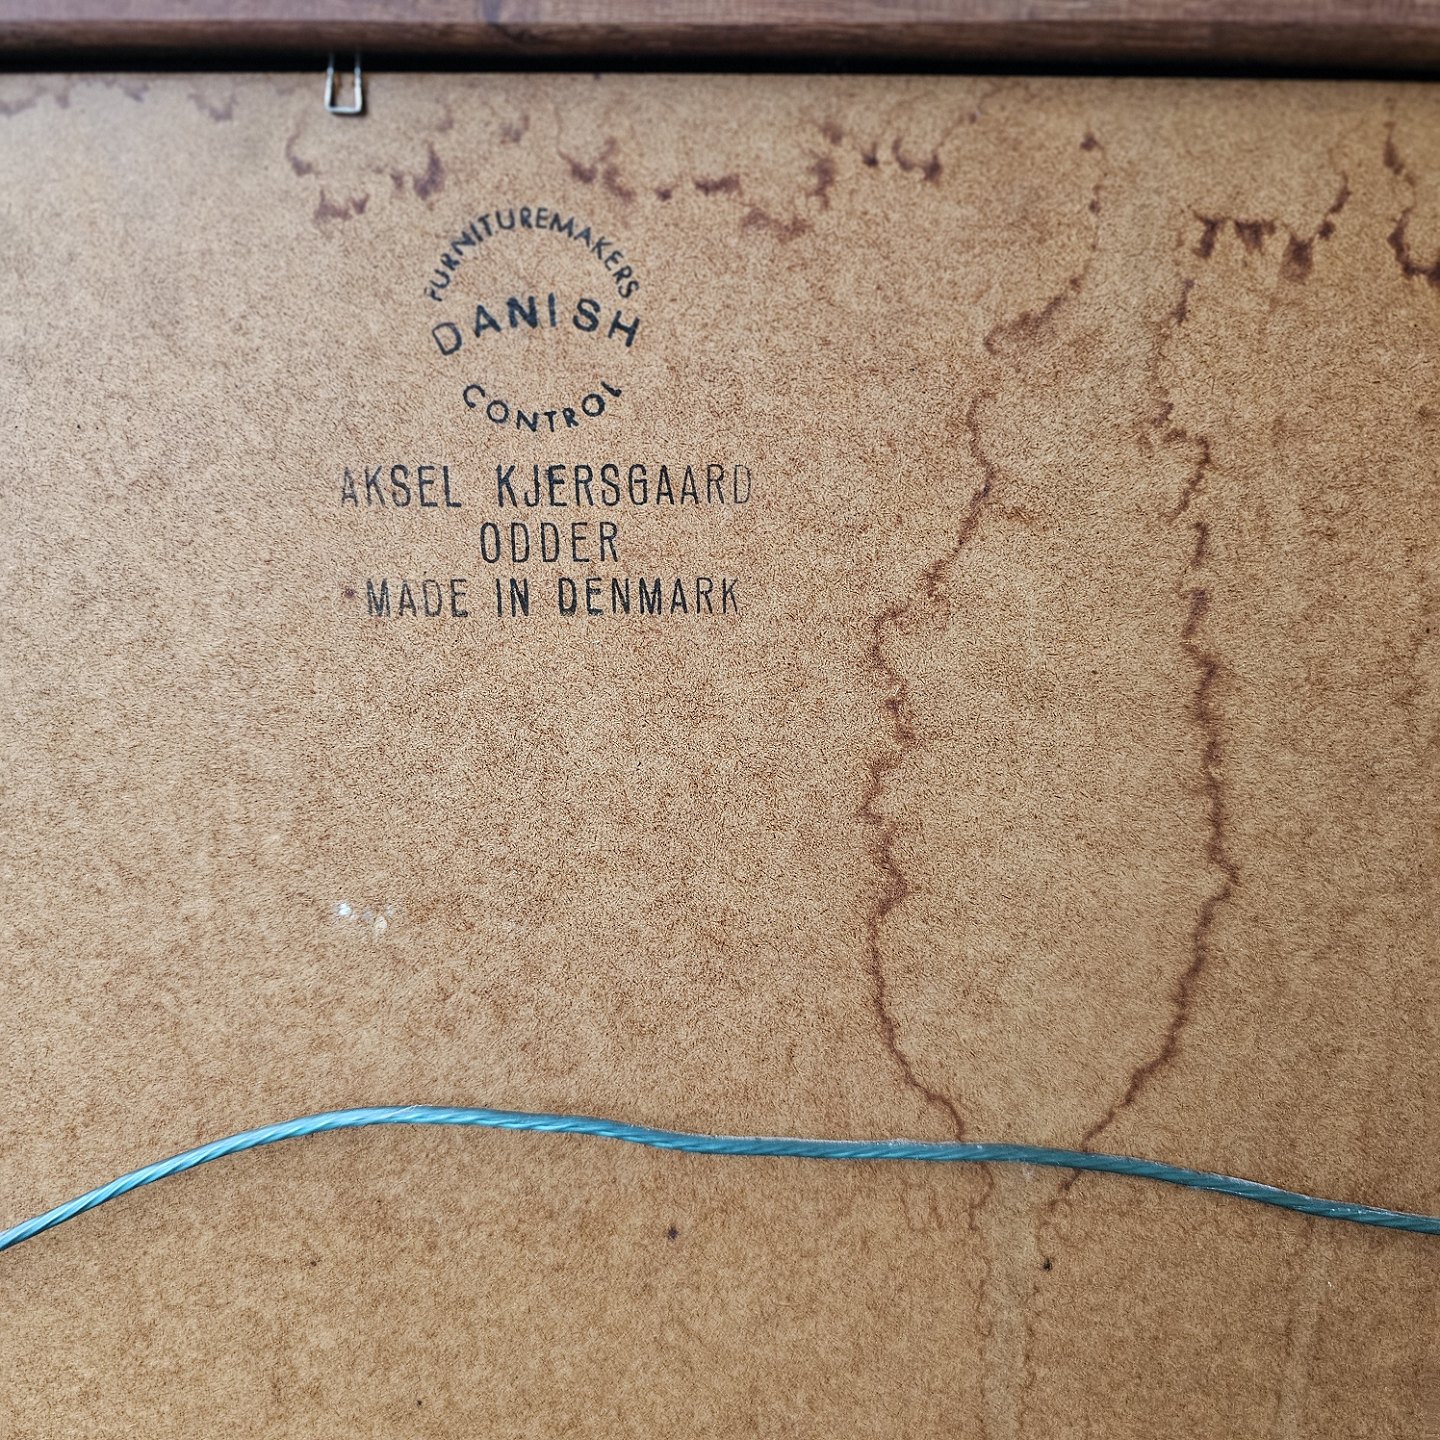 FURNITUREMAKERS
DANISH
CONTROL
AKSEL KJERSGAARD
ODDER
MADE IN DENMARK